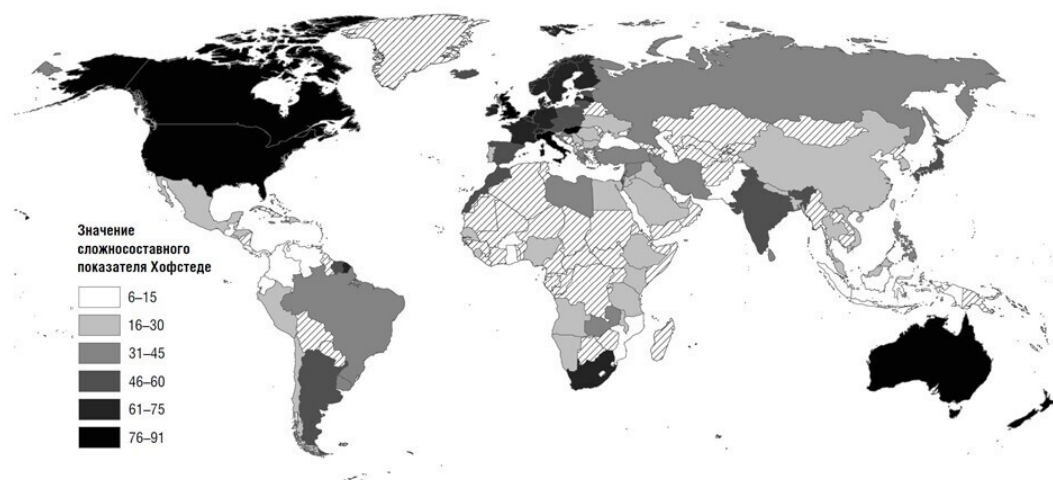 Значение
сложносоставного
показателя Хофстеде
6–15
16–30
31–45
46–60
61–75
76–91